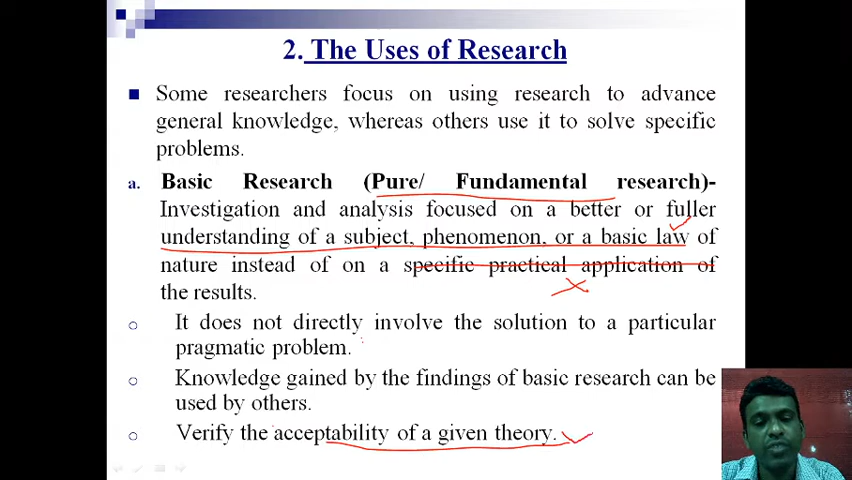 2. The Uses of Research
Some researchers focus on using research to advance
general knowledge, whereas others use it to solve specific
problems.
a. Basic Research (Pure/ Fundamental research)-
Investigation and analysis focused on a better or fuller
understanding of a subject, phenomenon, or a basic law of
nature instead of on a specific practical application of
the results.
It does not directly involve the solution to a particular
pragmatic problem.
Knowledge gained by the findings of basic research can be
used by others.
Verify the acceptability of a given theory.